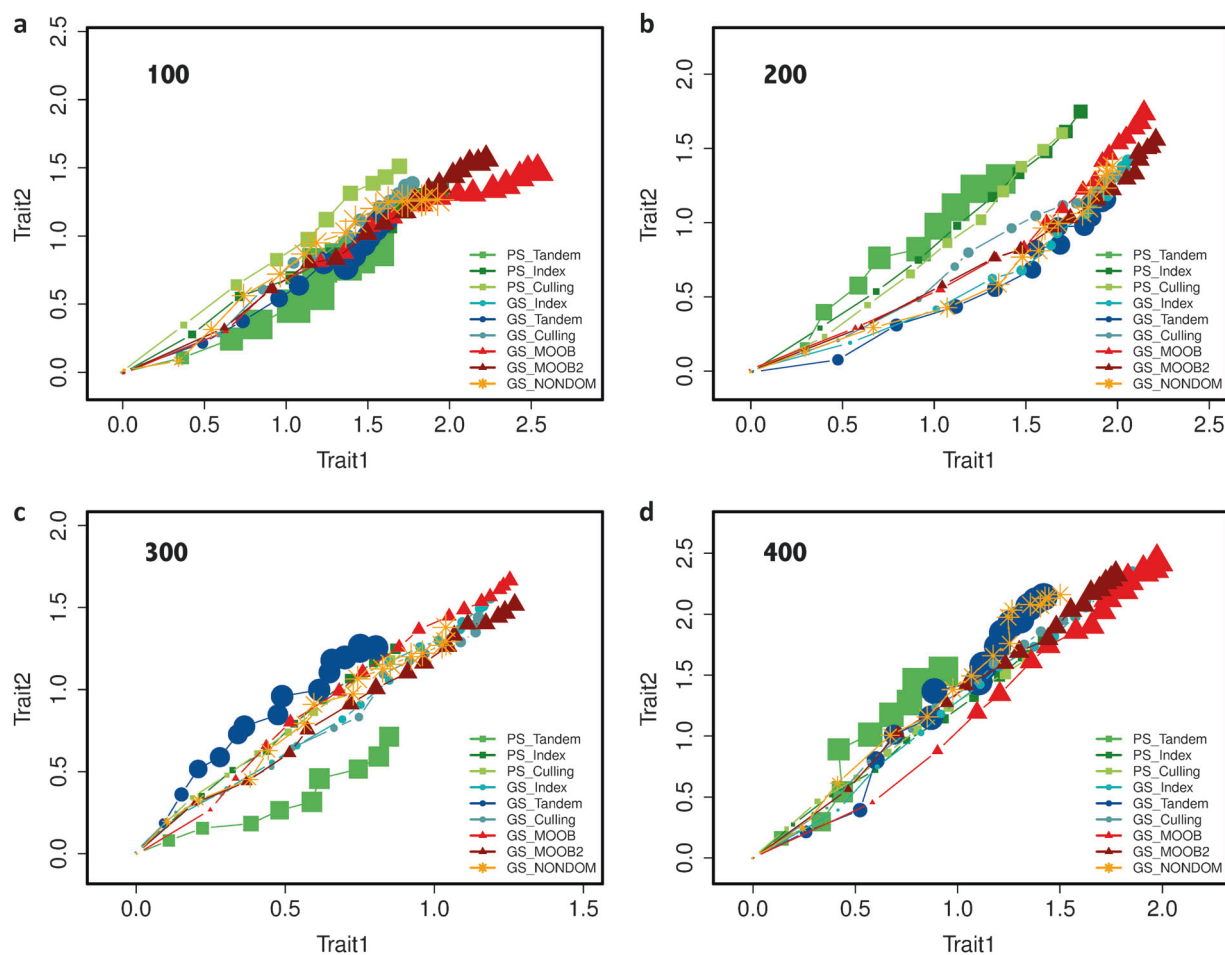 a
100
2.5
2.0
1.5
1.0
0.5
0.0
Trait2
0.0 0.5 1.0 1.5 2.0 2.5
Trait1
PS_Tandem
PS_Index
PS_Culling
GS_Index
GS_Tandem
GS_Culling
GS_MOOB
GS_MOOB2
GS_NONDOM
b
200
2.0
1.5
1.0
0.5
0.0
Trait2
0.0 0.5 1.0 1.5 2.0 2.5
Trait1
PS_Tandem
PS_Index
PS_Culling
GS_Index
GS_Tandem
GS_Culling
GS_MOOB
GS_MOOB2
GS_NONDOM
c
300
2.0
1.5
1.0
0.5
0.0
Trait2
0.0 0.5 1.0 1.5
Trait1
PS_Tandem
PS_Index
PS_Culling
GS_Index
GS_Tandem
GS_Culling
GS_MOOB
GS_MOOB2
GS_NONDOM
d
400
2.5
2.0
1.5
1.0
0.5
0.0
Trait2
0.0 0.5 1.0 1.5 2.0
Trait1
PS_Tandem
PS_Index
PS_Culling
GS_Index
GS_Tandem
GS_Culling
GS_MOOB
GS_MOOB2
GS_NONDOM